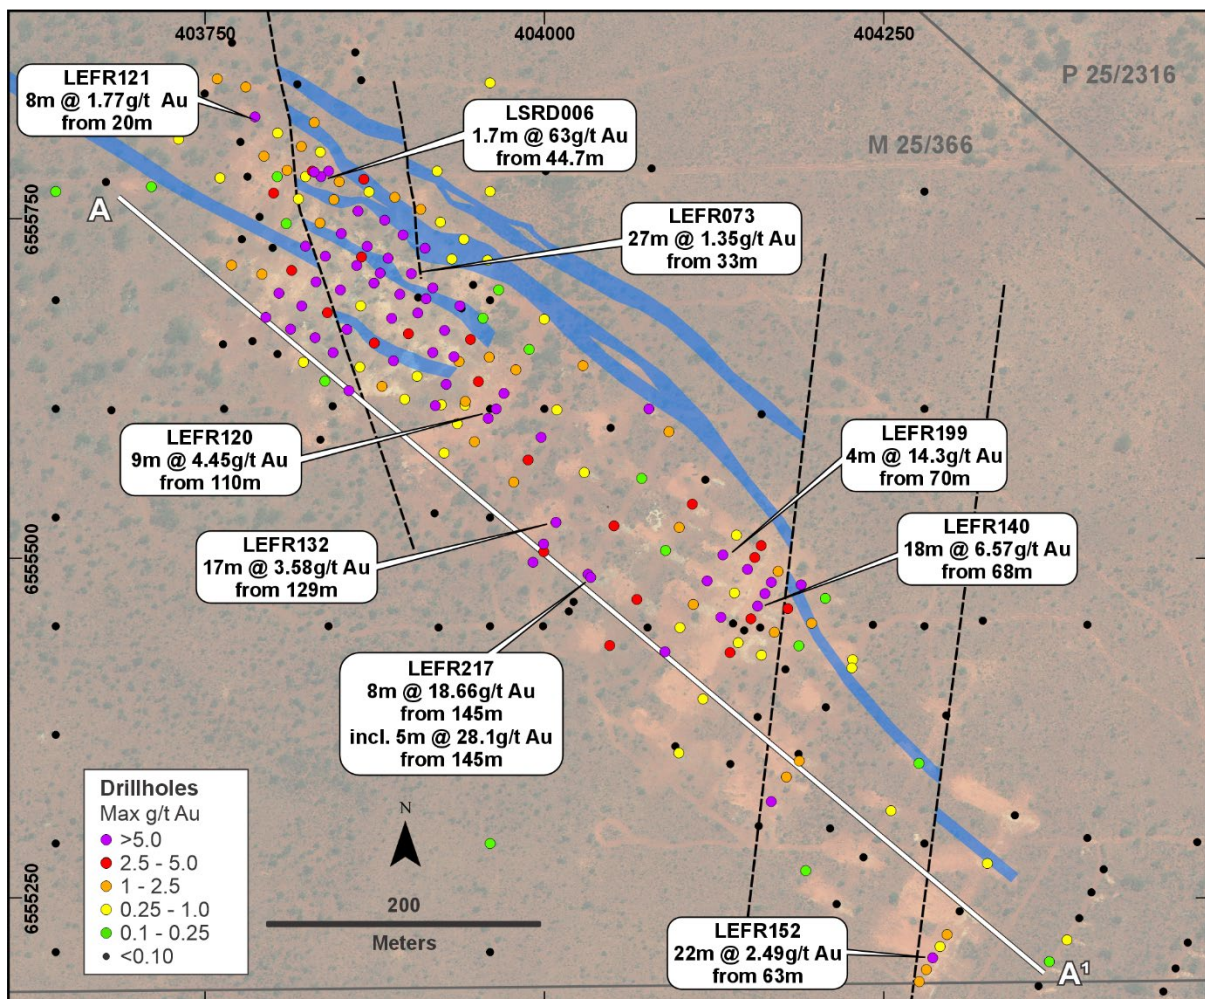 403750
404000
404250
P 25/2316
M 25/366
LEFR121
8m @ 1.77g/t Au
from 20m
LSRD006
1.7m @ 63g/t Au
from 44.7m
6555750
A
LEFR073
27m @ 1.35g/t Au
from 33m
LEFR120
9m @ 4.45g/t Au
from 110m
LEFR199
4m @ 14.3g/t Au
from 70m
6555500
LEFR132
17m @ 3.58g/t Au
from 129m
LEFR140
18m @ 6.57g/t Au
from 68m
LEFR217
8m @ 18.66g/t Au
from 145m
incl. 5m @ 28.1g/t Au
from 145m
Drillholes
Max g/t Au
>5.0
2.5 - 5.0
1 - 2.5
0.25 - 1.0
0.1 - 0.25
<0.10
N
200
Meters
6555250
LEFR152
22m @ 2.49g/t Au
from 63m
A¹